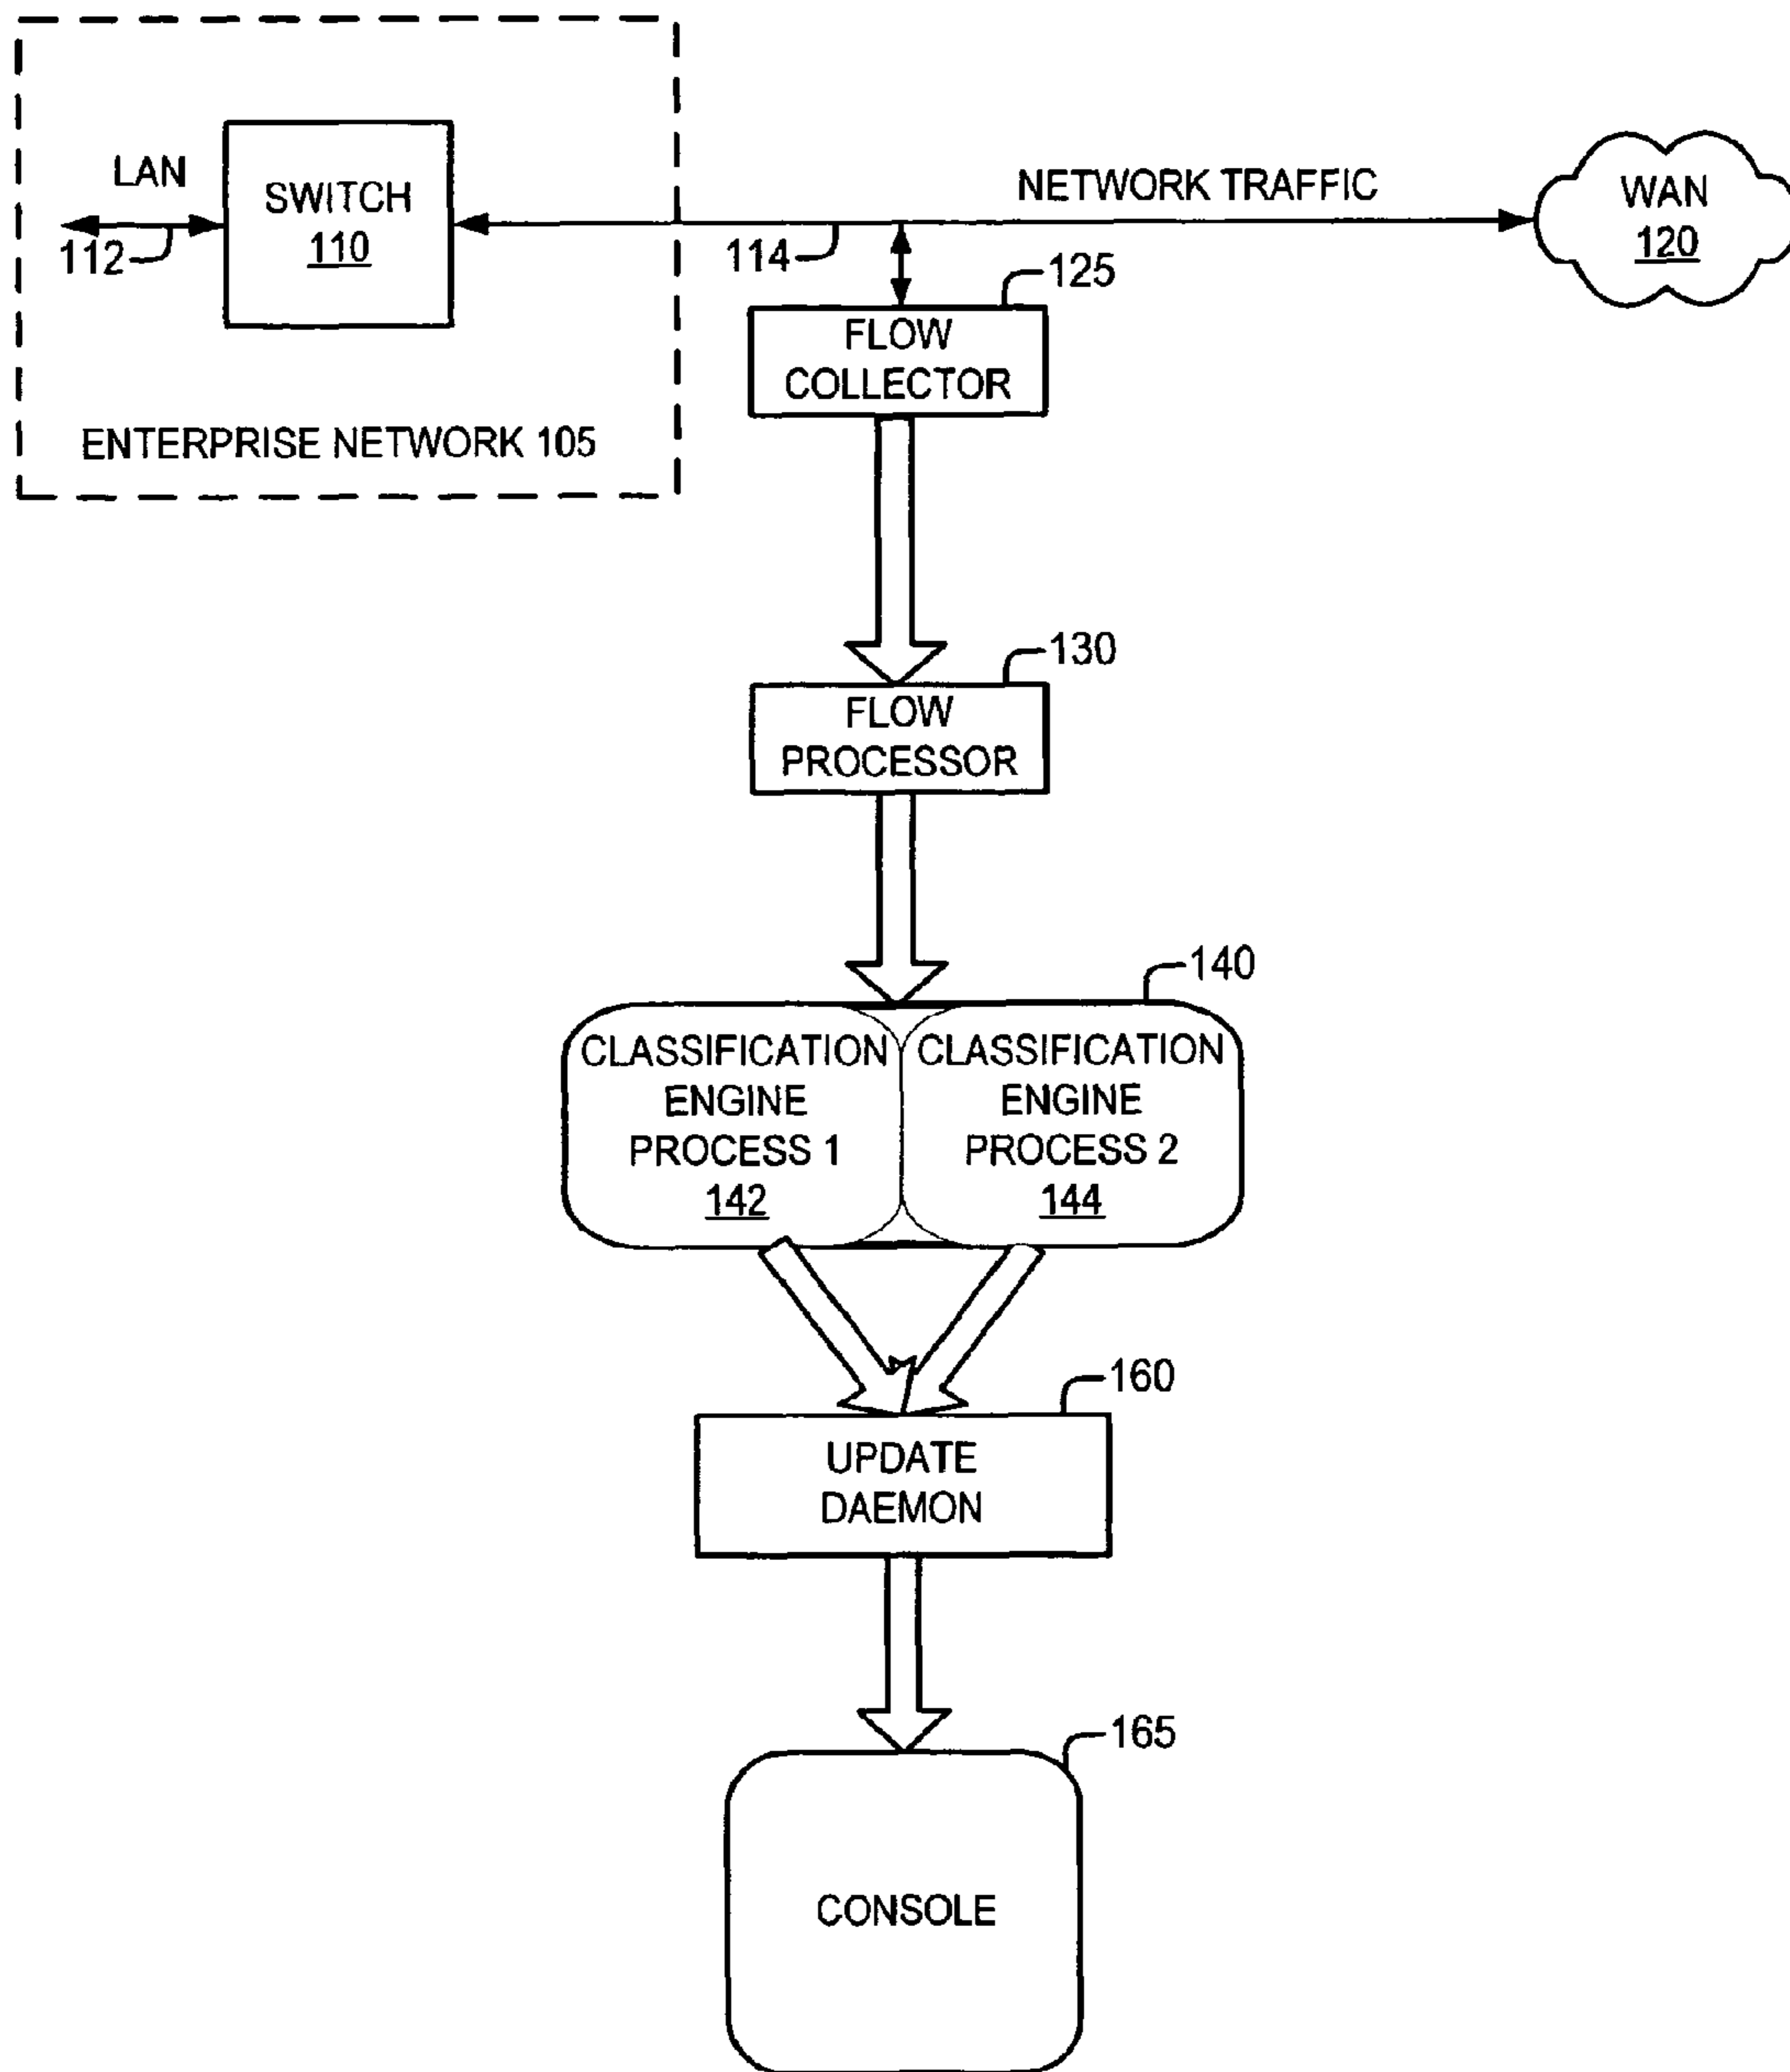 LAN
SWITCH
110
112
NETWORK TRAFFIC
114
WAN
120
125
FLOW
COLLECTOR
ENTERPRISE NETWORK 105
130
FLOW
PROCESSOR
140
CLASSIFICATION
ENGINE
PROCESS 1
142
CLASSIFICATION
ENGINE
PROCESS 2
144
160
UPDATE
DAEMON
165
CONSOLE